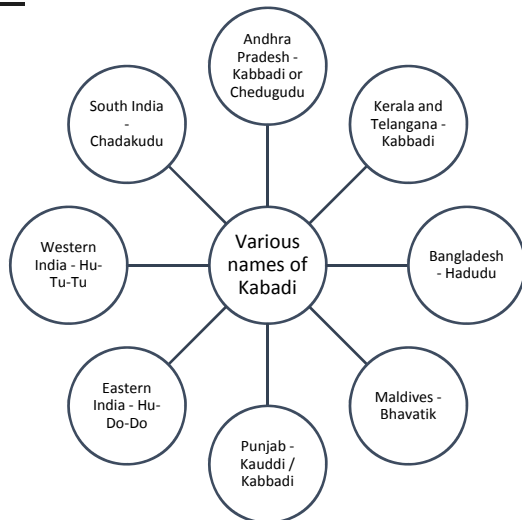 Andhra
Pradesh -
Kabbadi or
Chedugudu
Kerala and
Telangana -
Kabbadi
Bangladesh
- Hadudu
Maldives -
Bhavatik
Punjab -
Kauddi /
Kabbadi
Eastern
India - Hu-
Do-Do
Western
India - Hu-
Tu-Tu
South India
-
Chadakudu
Various
names of
Kabadi